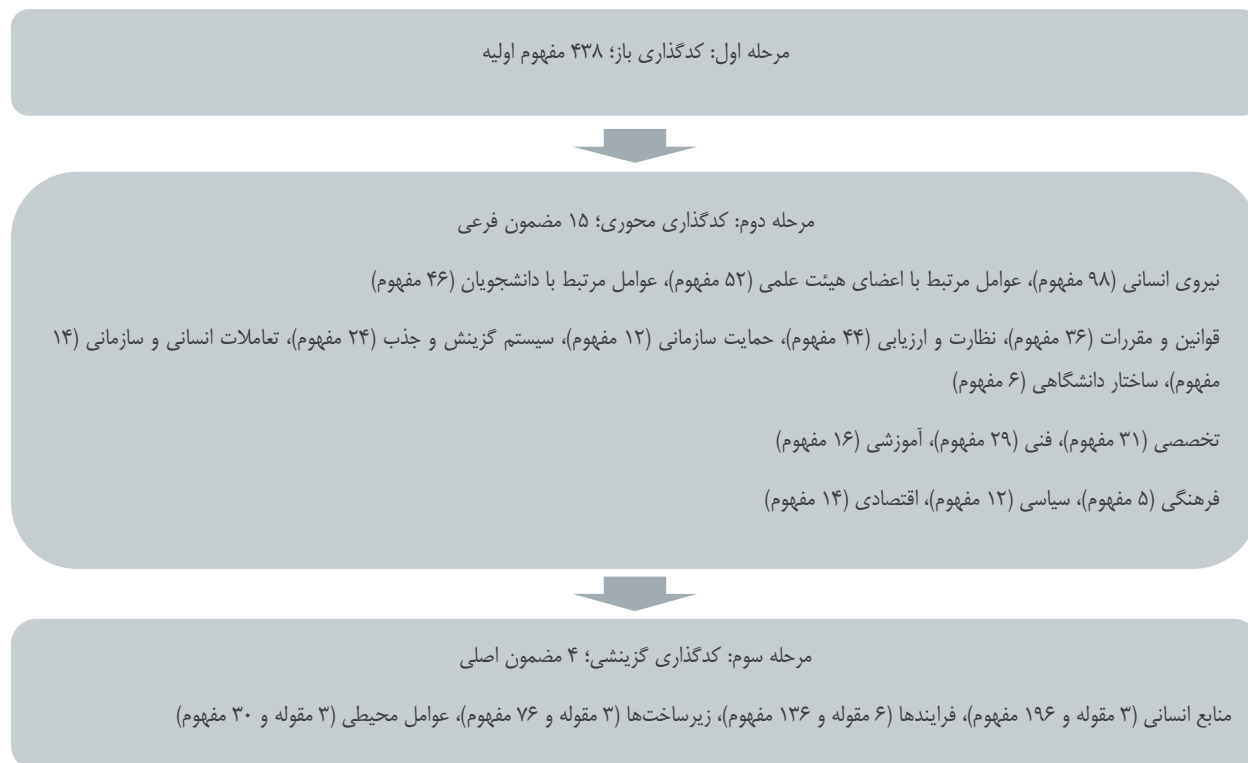 مرحله اول: کدگذاری باز؛ ۴۳۸ مفهوم اولیه
مرحله دوم: کدگذاری محوری؛ ۱۵ مضمون فرعی
نیروی انسانی (۹۸ مفهوم)، عوامل مرتبط با اعضای هیئت علمی (۵۲ مفهوم)، عوامل مرتبط با دانشجویان (۴۶ مفهوم)
قوانین و مقررات (۳۶ مفهوم)، نظارت و ارزیابی (۴۴ مفهوم)، حمایت سازمانی (۱۲ مفهوم)، سیستم گزینش و جذب (۲۴ مفهوم)، تعاملات انسانی و سازمانی (۱۴
مفهوم)، ساختار دانشگاهی (۶ مفهوم)
تخصصی (۳۱ مفهوم)، فنی (۲۹ مفهوم)، آموزشی (۱۶ مفهوم)
فرهنگی (۵ مفهوم)، سیاسی (۱۲ مفهوم)، اقتصادی (۱۴ مفهوم)
مرحله سوم: کدگذاری گزینشی؛ ۴ مضمون اصلی
منابع انسانی (۳ مقوله و ۱۹۶ مفهوم)، فرایندها (۶ مقوله و ۱۳۶ مفهوم)، زیرساخت‌ها (۳ مقوله و ۷۶ مفهوم)، عوامل محیطی (۳ مقوله و ۳۰ مفهوم)